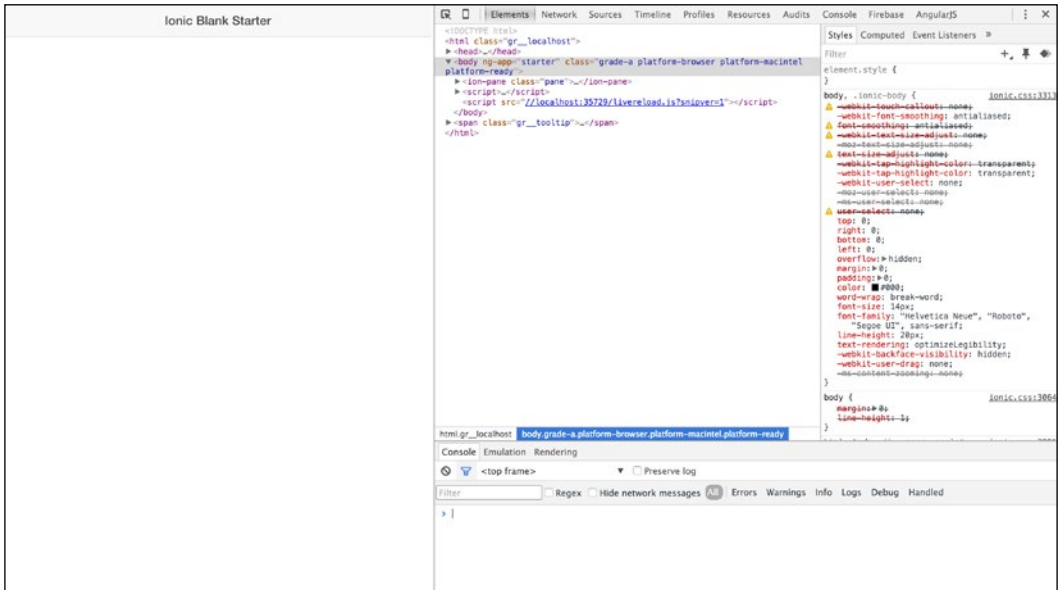 Ionic Blank Starter
Elements Network Sources Timeline Profiles Resources Audits Console Firebase AngularJS
<!DOCTYPE html>
<html class="gr__localhost">
<head>…</head>
<body ng-app="starter" class="grade-a platform-browser platform-macintel
platform-ready">
<ion-pane class="pane">…</ion-pane>
<script>…</script>
<script src="//localhost:35729/livereload.js?snipver=1"></script>
</body>
<span class="gr__tooltip">…</span>
</html>
html.gr__localhost body.grade-a.platform-browser.platform-macintel.platform-ready
Styles Computed Event Listeners »
Filter
element.style {
}
body, .ionic-body { ionic.css:3313
-webkit-touch-callout: none;
-webkit-font-smoothing: antialiased;
font-smoothing: antialiased;
-webkit-text-size-adjust: none;
-moz-text-size-adjust: none;
text-size-adjust: none;
-webkit-tap-highlight-color: transparent;
-webkit-tap-highlight-color: transparent;
-webkit-user-select: none;
-moz-user-select: none;
-ms-user-select: none;
user-select: none;
top: 0;
right: 0;
bottom: 0;
left: 0;
overflow: hidden;
margin: 0;
padding: 0;
color: #000;
word-wrap: break-word;
font-size: 14px;
font-family: "Helvetica Neue", "Roboto",
"Segoe UI", sans-serif;
line-height: 20px;
text-rendering: optimizeLegibility;
-webkit-backface-visibility: hidden;
-webkit-user-drag: none;
-ms-content-zooming: none;
}
body { ionic.css:3064
margin: 0;
line-height: 1;
}
Console Emulation Rendering
<top frame> Preserve log
Filter Regex Hide network messages All Errors Warnings Info Logs Debug Handled